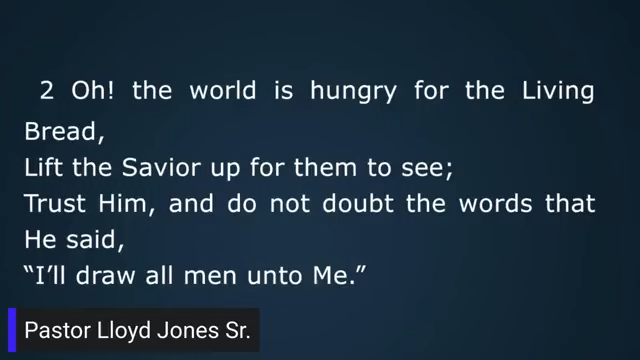 2 Oh! the world is hungry for the Living
Bread,
Lift the Savior up for them to see;
Trust Him, and do not doubt the words that
He said,
“I’ll draw all men unto Me.”
Pastor Lloyd Jones Sr.